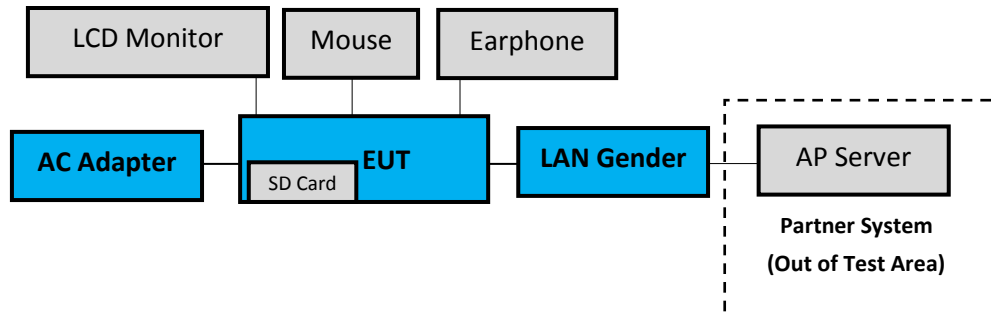 LCD Monitor
Mouse
Earphone
AC Adapter
EUT
SD Card
LAN Gender
AP Server
Partner System
(Out of Test Area)